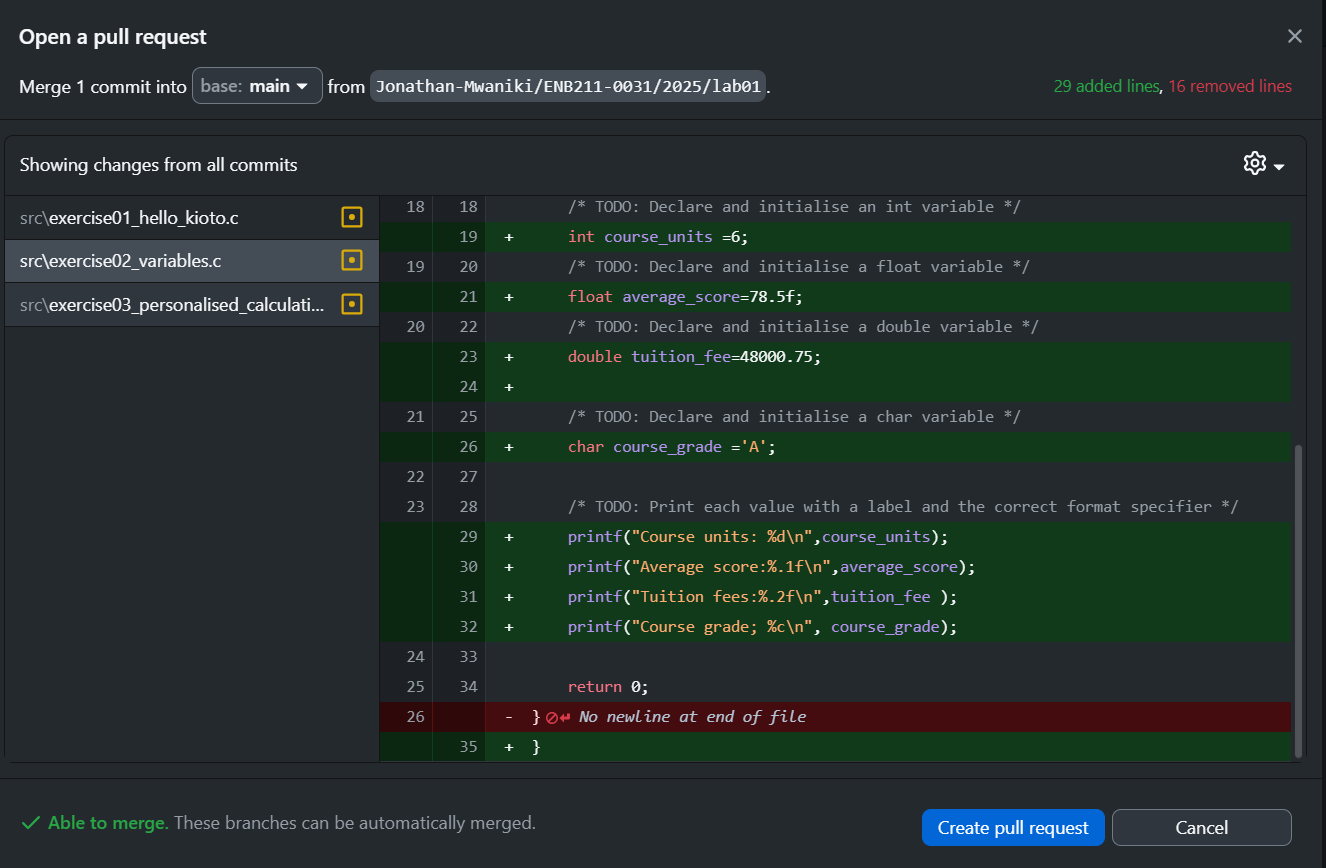 Open a pull request
Merge 1 commit into base: main from Jonathan-Mwaniki/ENB211-0031/2025/lab01. 29 added lines, 16 removed lines
Showing changes from all commits
src\exercise01_hello_kioto.c
src\exercise02_variables.c
src\exercise03_personalised_calculati...
18 18 /* TODO: Declare and initialise an int variable */
19 + int course_units =6;
19 20 /* TODO: Declare and initialise a float variable */
21 + float average_score=78.5f;
20 22 /* TODO: Declare and initialise a double variable */
23 + double tuition_fee=48000.75;
24 +
21 25 /* TODO: Declare and initialise a char variable */
26 + char course_grade ='A';
22 27
23 28 /* TODO: Print each value with a label and the correct format specifier */
29 + printf("Course units: %d\n",course_units);
30 + printf("Average score:%.1f\n",average_score);
31 + printf("Tuition fees:%.2f\n",tuition_fee );
32 + printf("Course grade; %c\n", course_grade);
24 33
25 34 return 0;
26 - } No newline at end of file
35 + }
Able to merge. These branches can be automatically merged.
Create pull request Cancel